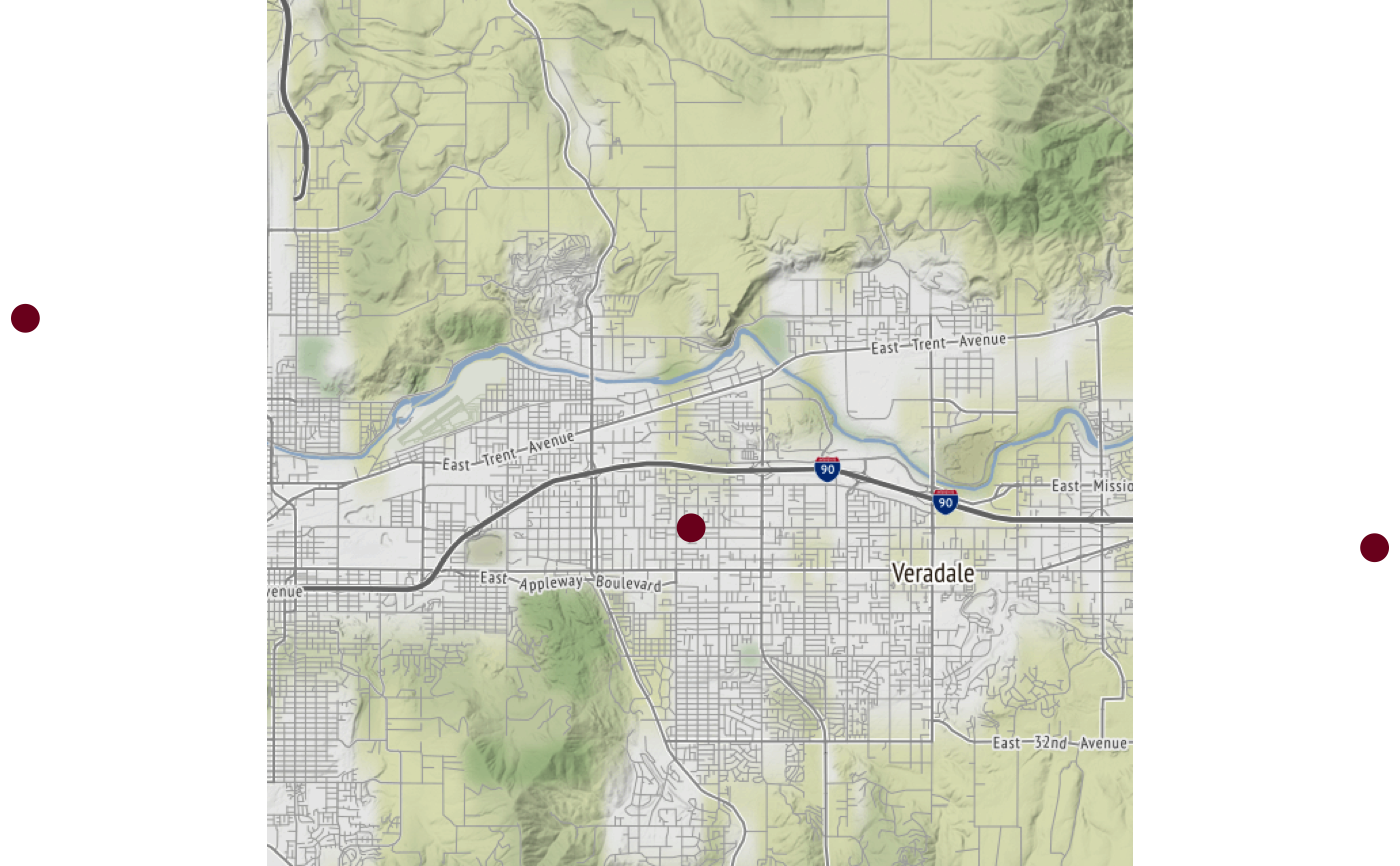 East Trent Avenue
East Trent Avenue
90
East Missio
90
Veradale
East Appleway Boulevard
venue
East 32nd Avenue